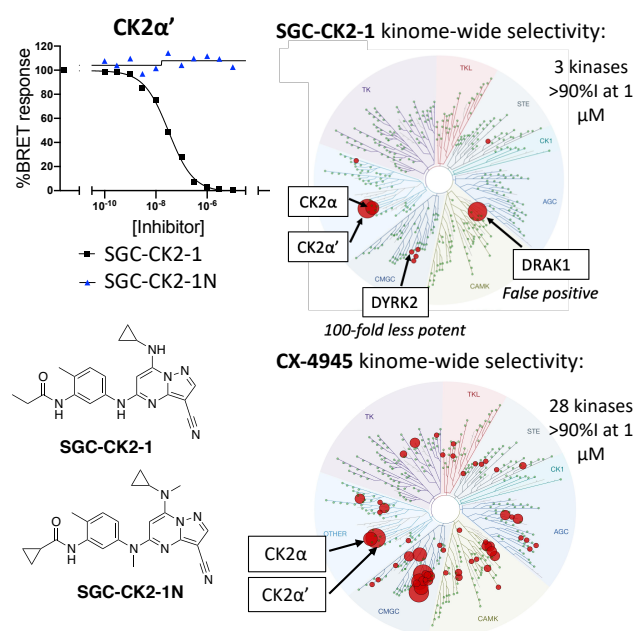 CK2α’
%BRET response
120
100
80
60
40
20
0
10-10
10-8
10-6
[Inhibitor]
SGC-CK2-1
SGC-CK2-1N
SGC-CK2-1 kinome-wide selectivity:
3 kinases
>90%I at 1
μM
TK
TKL
STE
CK1
AGC
CAMK
CMGC
CK2α
CK2α’
DYRK2
100-fold less potent
DRAK1
False positive
NH
N
N
N
H
N
H
N
O
N
SGC-CK2-1
N
N
N
N
N
N
H
O
N
SGC-CK2-1N
CX-4945 kinome-wide selectivity:
28 kinases
>90%I at 1
μM
TK
TKL
STE
CK1
AGC
CAMK
CMGC
OTHER
CK2α
CK2α’